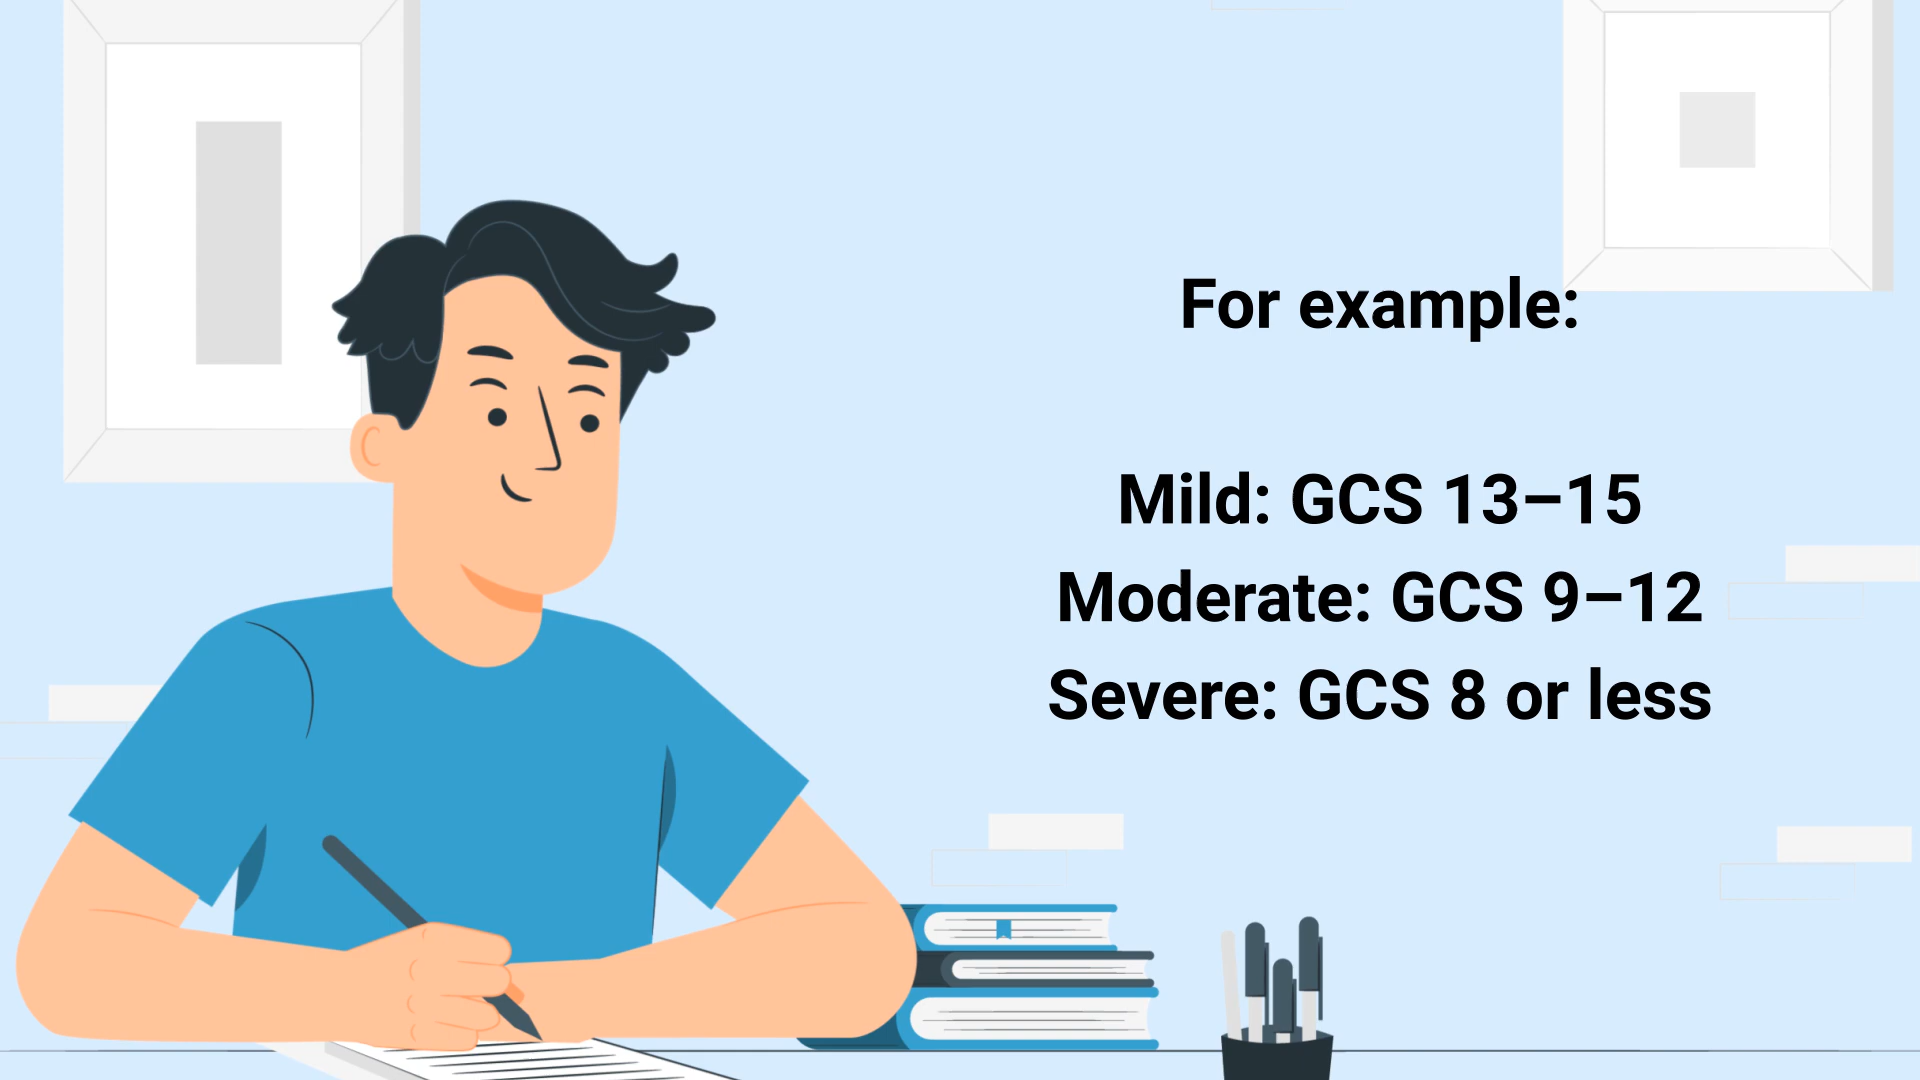 For example:
Mild: GCS 13–15
Moderate: GCS 9–12
Severe: GCS 8 or less